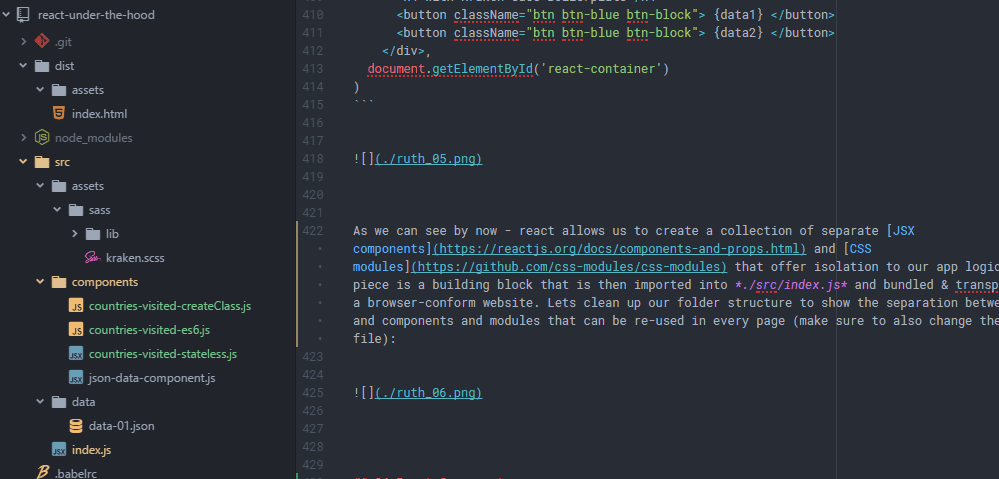 react-under-the-hood
.git
dist
assets
index.html
node_modules
src
assets
sass
lib
kraken.scss
components
countries-visited-createClass.js
countries-visited-es6.js
countries-visited-stateless.js
json-data-component.js
data
data-01.json
index.js
.babelrc
410 <button className="btn btn-blue btn-block"> {data1} </button>
411 <button className="btn btn-blue btn-block"> {data2} </button>
412 </div>,
413 document.getElementById('react-container')
414 )
415 ```
416
417
418 ![](./ruth_05.png)
419
420
421
422 As we can see by now - react allows us to create a collection of separate [JSX
components](https://reactjs.org/docs/components-and-props.html) and [CSS
modules](https://github.com/css-modules/css-modules) that offer isolation to our app logic
piece is a building block that is then imported into *./src/index.js* and bundled & transp
a browser-conform website. Lets clean up our folder structure to show the separation betwe
and components and modules that can be re-used in every page (make sure to also change the
file):
423
424
425 ![](./ruth_06.png)
426
427
428
429